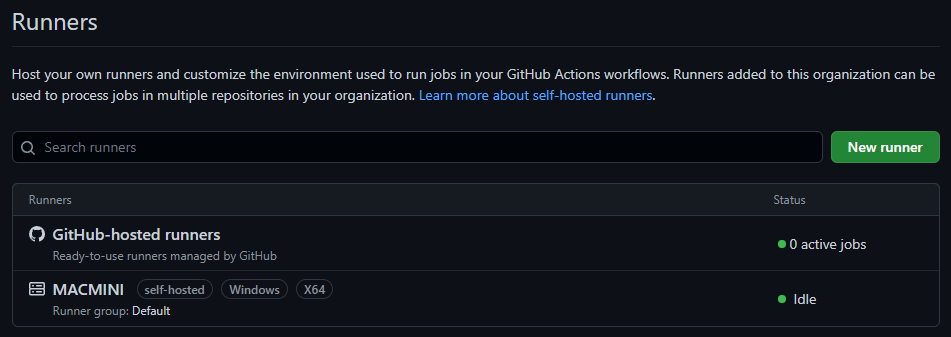 Runners
Host your own runners and customize the environment used to run jobs in your GitHub Actions workflows. Runners added to this organization can be
used to process jobs in multiple repositories in your organization. Learn more about self-hosted runners.
Search runners
New runner
Runners Status
GitHub-hosted runners
Ready-to-use runners managed by GitHub
0 active jobs
MACMINI self-hosted Windows X64
Runner group: Default
Idle